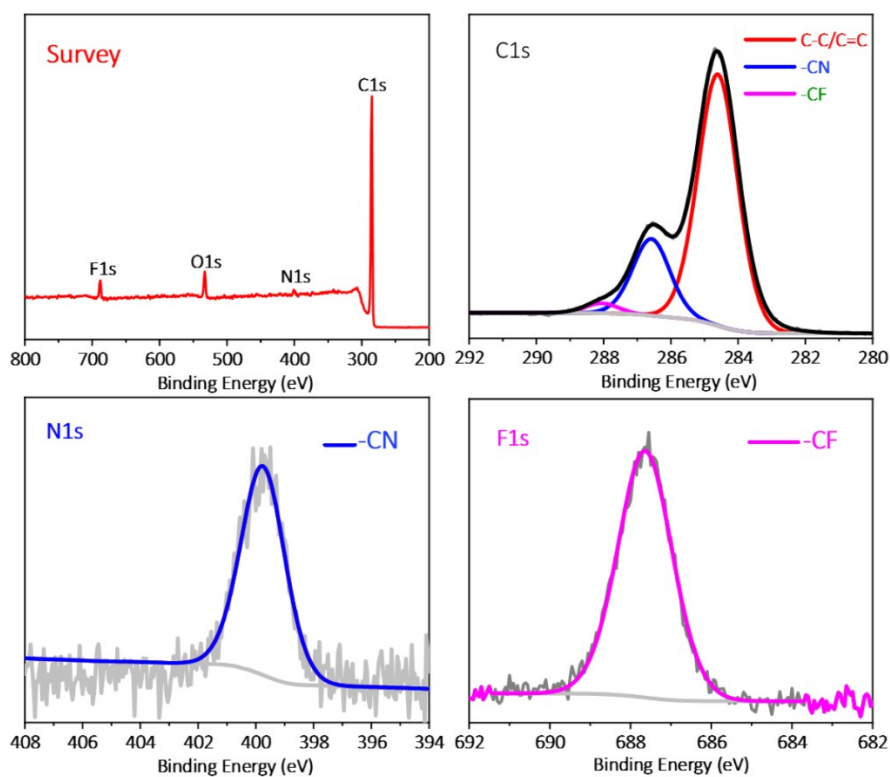 Survey
C1s
F1s
O1s
N1s
800 700 600 500 400 300 200
Binding Energy (eV)
C1s
C-C/C=C
-CN
-CF
292 290 288 286 284 282 280
Binding Energy (eV)
N1s
-CN
408 406 404 402 400 398 396 394
Binding Energy (eV)
F1s
-CF
692 690 688 686 684 682
Binding Energy (eV)